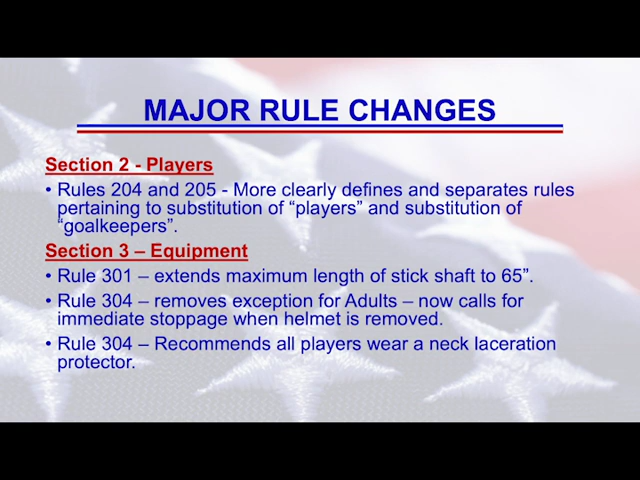 MAJOR RULE CHANGES
Section 2 - Players
• Rules 204 and 205 - More clearly defines and separates rules
pertaining to substitution of “players” and substitution of
“goalkeepers”.
Section 3 – Equipment
• Rule 301 – extends maximum length of stick shaft to 65”.
• Rule 304 – removes exception for Adults – now calls for
immediate stoppage when helmet is removed.
• Rule 304 – Recommends all players wear a neck laceration
protector.